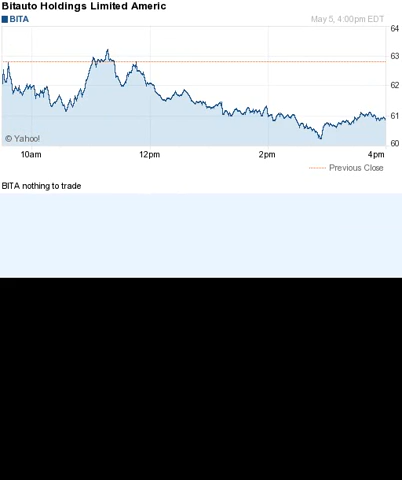 Bitauto Holdings Limited Americ
BITA
May 5, 4:00pm EDT
64
63
62
61
60
© Yahoo!
10am 12pm 2pm 4pm
Previous Close
BITA nothing to trade